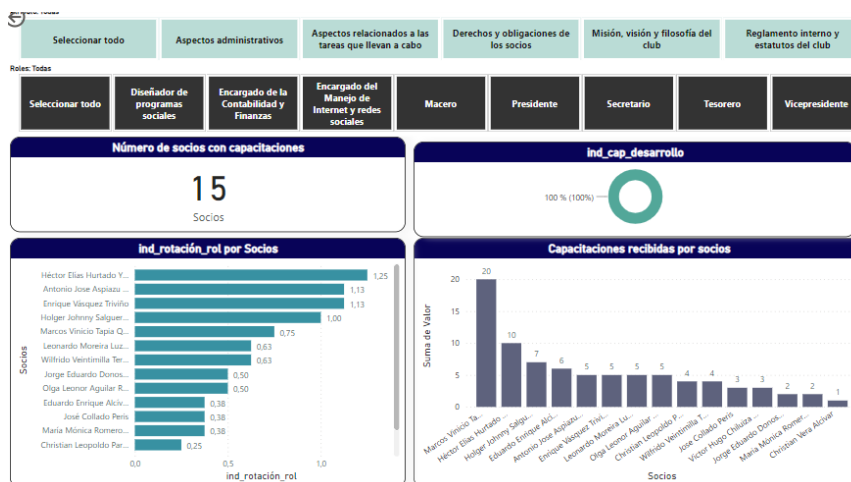 Todas
Seleccionar todo
Aspectos administrativos
Aspectos relacionados a las
tareas que llevan a cabo
Derechos y obligaciones de
los socios
Misión, visión y filosofía del
club
Reglamento interno y
estatutos del club
Roles: Todas
Seleccionar todo
Diseñador de
programas
sociales
Encargado de la
Contabilidad y
Finanzas
Encargado del
Manejo de
Internet y redes
sociales
Macero
Presidente
Secretario
Tesorero
Vicepresidente
Número de socios con capacitaciones
15
Socios
ind_cap_desarrollo
100 % (100%)
ind_rotación_rol por Socios
Socios
Héctor Elías Hurtado Y... 1,25
Antonio Jose Aspiazu ... 1,13
Enrique Vásquez Triviño 1,13
Holger Johnny Salguer... 1,00
Marcos Vinicio Tapia Q... 0,75
Leonardo Moreira Luz... 0,63
Wilfrido Veintimilla Ter... 0,63
Jorge Eduardo Donos... 0,50
Olga Leonor Aguilar R... 0,50
Eduardo Enrique Alciv... 0,38
José Collado Peris 0,38
María Mónica Romero... 0,38
Christian Leopoldo Par... 0,25
0,0 0,5 1,0
ind_rotación_rol
Capacitaciones recibidas por socios
Suma de Valor
20
15
10
5
0
20 10 7 6 5 5 5 5 4 4 3 3 2 2 1
Marcos Vinicio Ta...
Héctor Elías Hurtado ...
Holger Johnny Salgu...
Eduardo Enrique Alci...
Antonio Jose Aspiazu...
Enrique Vásquez Trivi...
Leonardo Moreira Lu...
Olga Leonor Aguilar ...
Christian Leopoldo P...
Wilfrido Veintimilla T...
José Collado Peris
Víctor Hugo Chiluiza ...
Jorge Eduardo Donos...
María Mónica Romer...
Christian Vera Alcívar
Socios